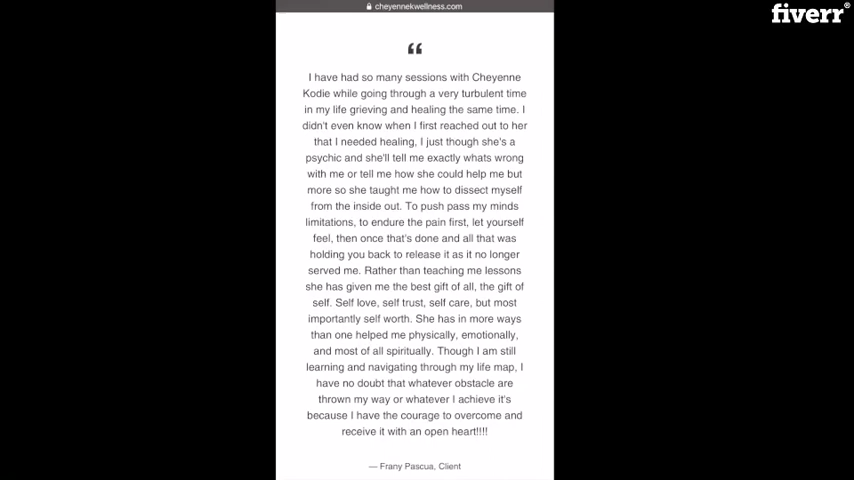 cheyennekwellness.com
fiverr®
“
I have had so many sessions with Cheyenne
Kodie while going through a very turbulent time
in my life grieving and healing the same time. I
didn't even know when I first reached out to her
that I needed healing, I just though she's a
psychic and she'll tell me exactly whats wrong
with me or tell me how she could help me but
more so she taught me how to dissect myself
from the inside out. To push pass my minds
limitations, to endure the pain first, let yourself
feel, then once that's done and all that was
holding you back to release it as it no longer
served me. Rather than teaching me lessons
she has given me the best gift of all, the gift of
self. Self love, self trust, self care, but most
importantly self worth. She has in more ways
than one helped me physically, emotionally,
and most of all spiritually. Though I am still
learning and navigating through my life map, I
have no doubt that whatever obstacle are
thrown my way or whatever I achieve it's
because I have the courage to overcome and
receive it with an open heart!!!!
— Frany Pascua, Client